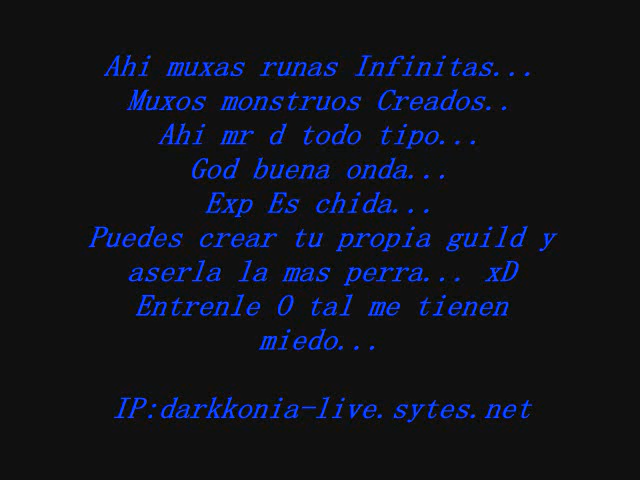 Ahi muxas runas Infinitas...
Muxos monstruos Creados..
Ahi mr d todo tipo...
God buena onda...
Exp Es chida...
Puedes crear tu propia guild y
aserla la mas perra... xD
Entrenle O tal me tienen
miedo...
IP:darkkonia-live.sytes.net